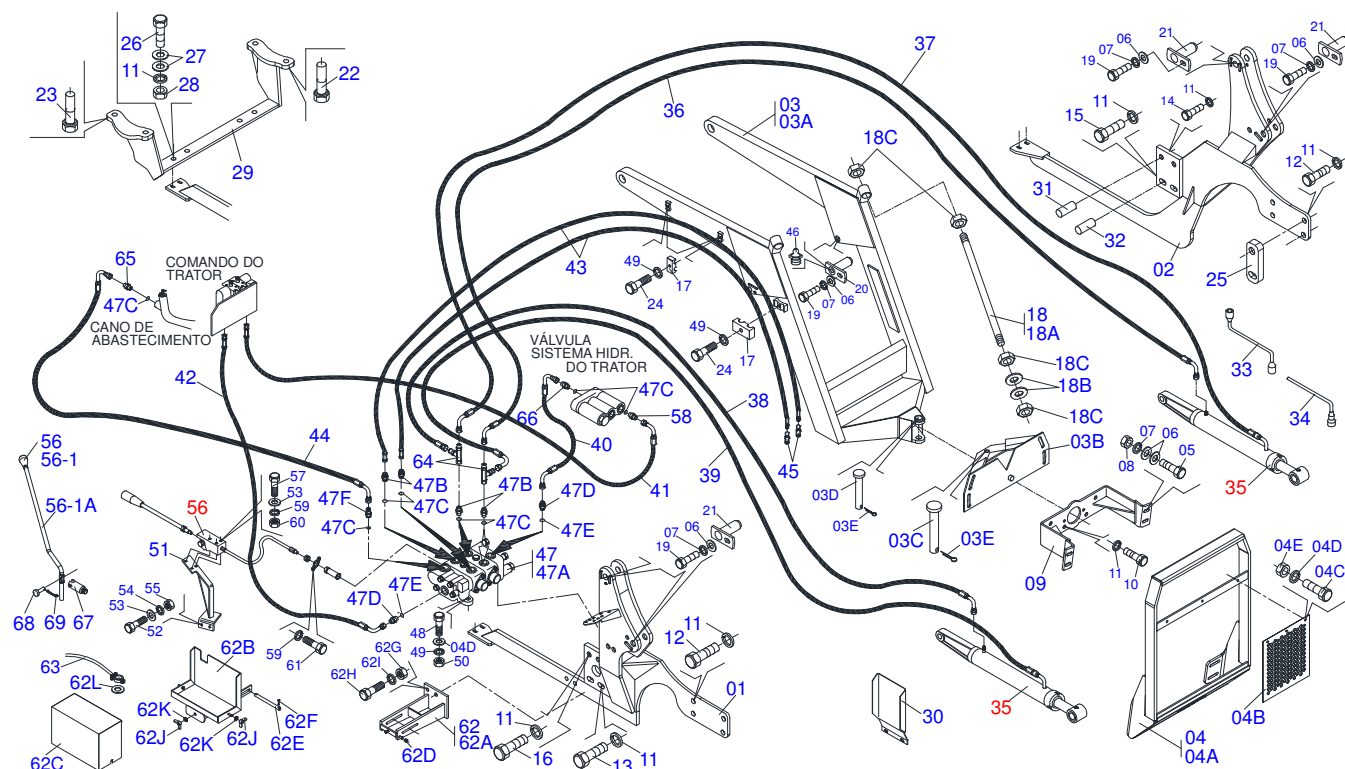 26
27
11
28
22
23
29
37
36
03
03A
18C
21
06
07
19
21
06
07
19
11
14
11
15
11
12
31
32
02
25
65
COMANDO DO
TRATOR
47C
CANO DE
ABASTECIMENTO
43
49
17
24
49
17
24
46
20
06
07
19
18
18A
18C
18B
18C
33
34
VÁLVULA
SISTEMA HIDR.
DO TRATOR
47C
66
58
42
44
40
41
38
39
45
64
03B
03D
03E
03C
03E
07
06
05
08
35
56
56-1
57
53
59
60
56-1A
56
51
47F
47C
47B
47C
47B
47C
47D
47E
21
06
07
19
09
11
10
04E
04D
04C
47
47A
55
54
53
52
68
69
67
59
61
47E
47D
48
04D
49
50
12
11
01
62B
63
62L
62G
62I
62H
62K
62J
62K
62J
62F
62E
62C
62D
62
62A
11
16
13
11
30
35
04B
04
04A